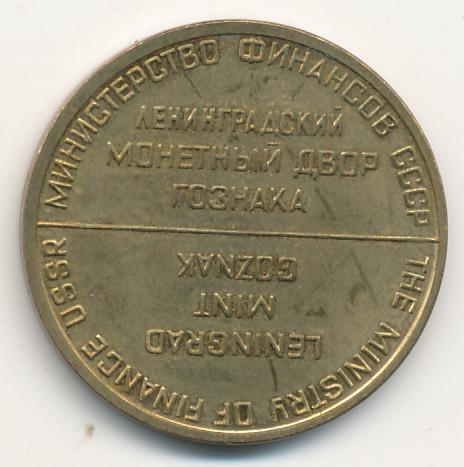 МИНИСТЕРСТВО ФИНАНСОВ СССР
ЛЕНИНГРАДСКИЙ
МОНЕТНЫЙ ДВОР
ГОЗНАКА
THE MINISTRY OF FINANCE USSR
LENINGRAD
MINT
GOZNAK